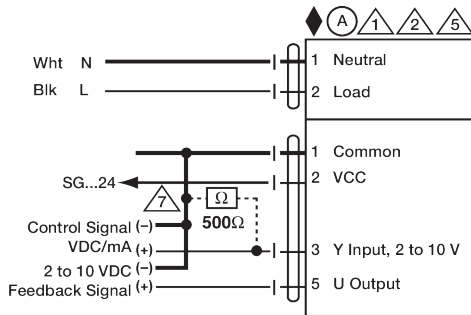 A 1 2 5
Wht N 1 Neutral
Blk L 2 Load
1 Common
SG...24 2 VCC
7 Ω
500Ω
Control Signal (–)
VDC/mA (+) 3 Y Input, 2 to 10 V
2 to 10 VDC (–)
Feedback Signal (+) 5 U Output